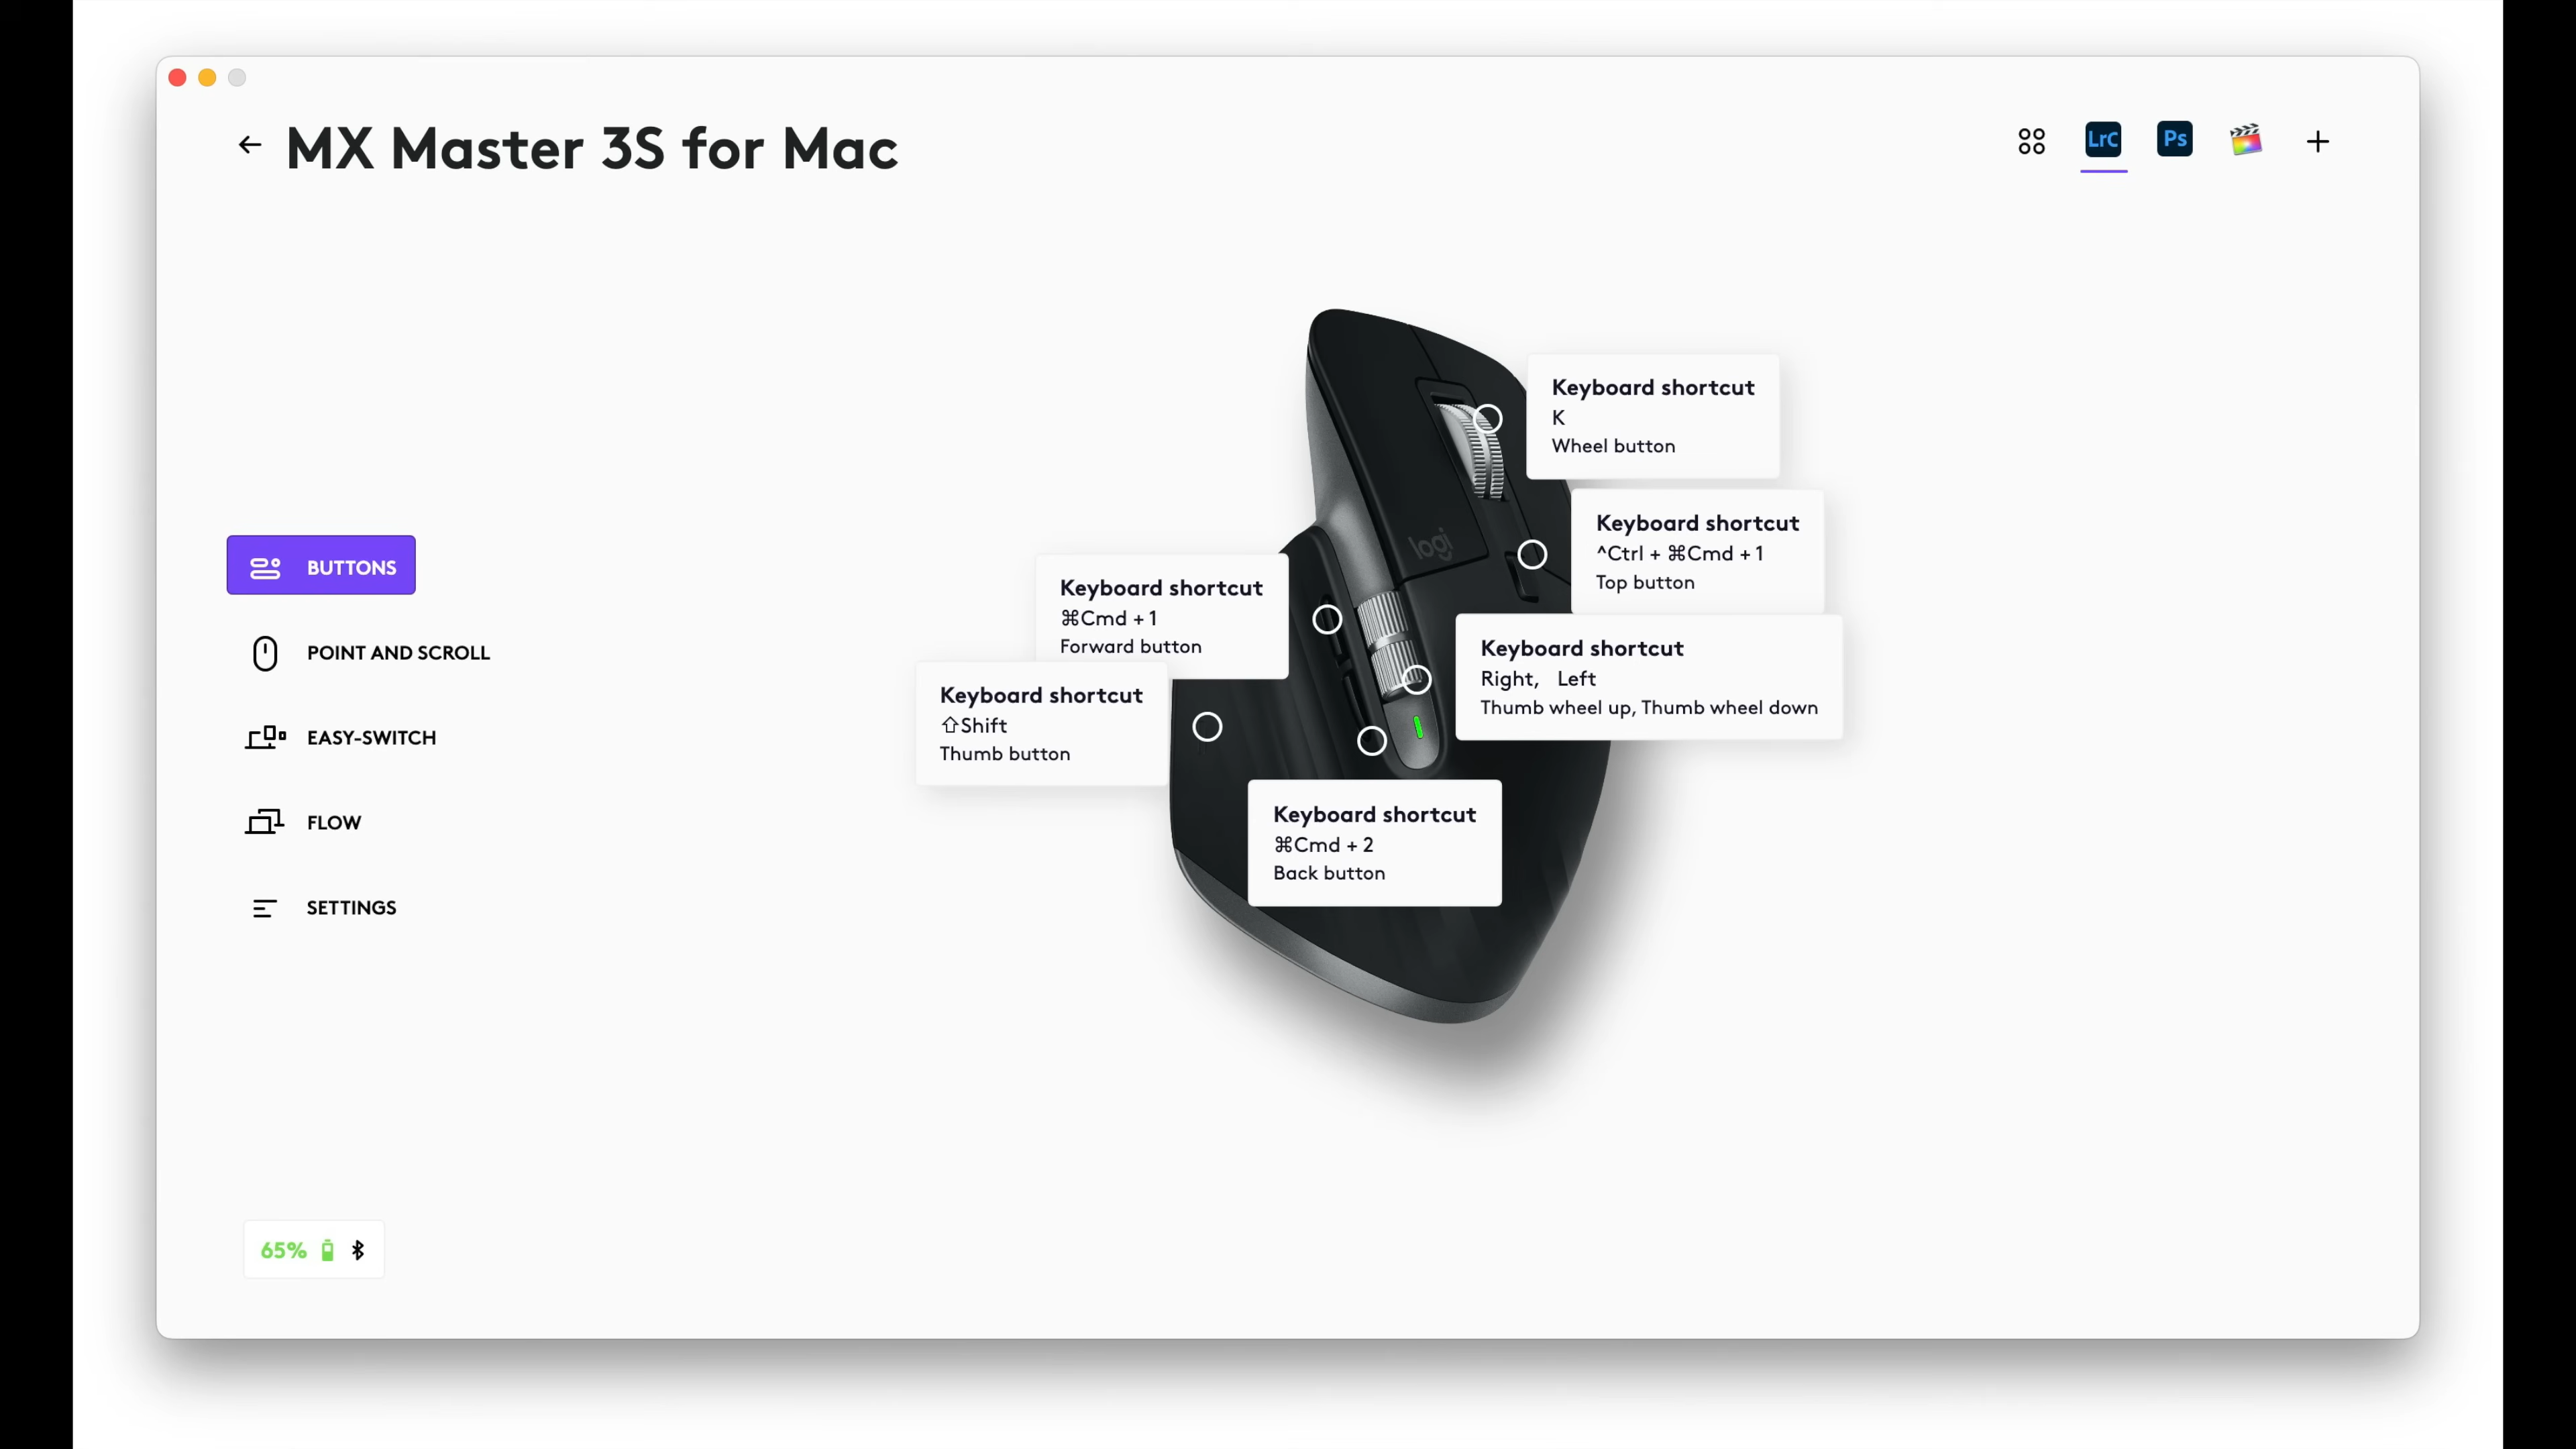 MX Master 3S for Mac
LrC
Ps
Keyboard shortcut
K
Wheel button
Keyboard shortcut
^Ctrl + ⌘Cmd + 1
Top button
logi
Keyboard shortcut
⌘Cmd + 1
Forward button
Keyboard shortcut
Right, Left
Thumb wheel up, Thumb wheel down
Keyboard shortcut
⇧Shift
Thumb button
Keyboard shortcut
⌘Cmd + 2
Back button
BUTTONS
POINT AND SCROLL
EASY-SWITCH
FLOW
SETTINGS
65%